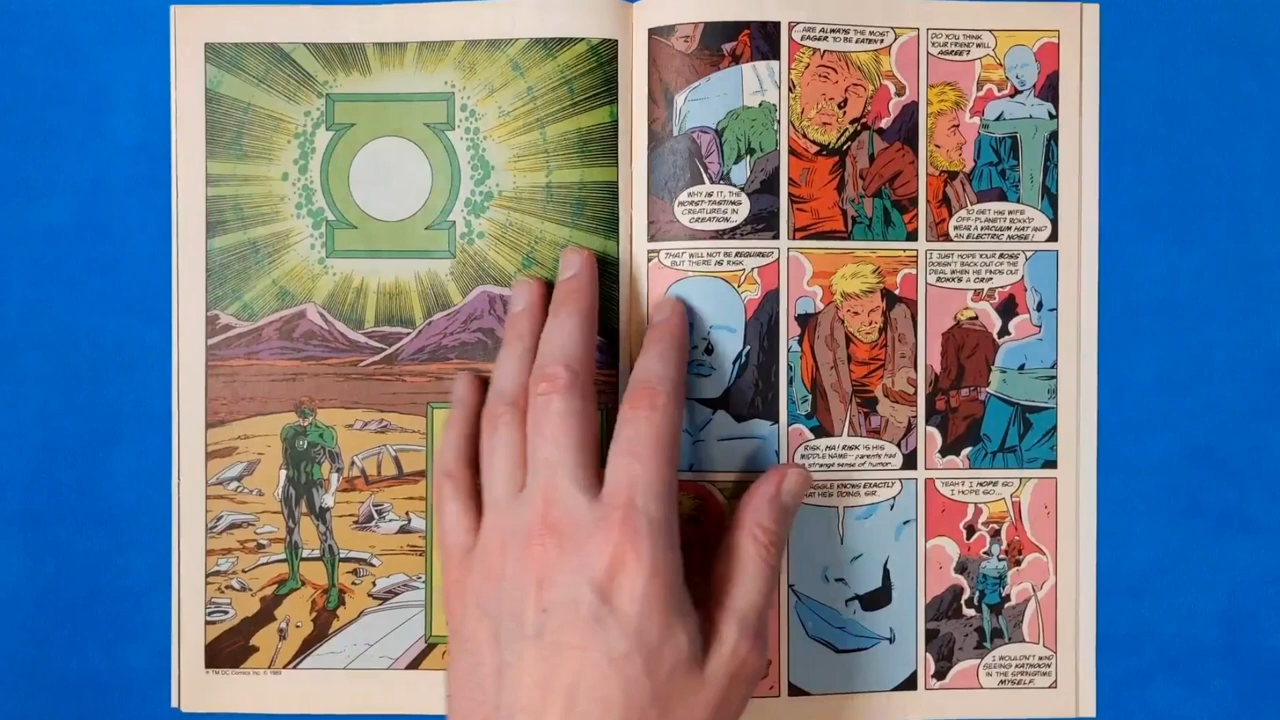 ® TM DC Comics Inc. © 1989
WHY IS IT, THE
WORST-TASTING
CREATURES IN
CREATION...
...ARE ALWAYS THE MOST
EAGER TO BE EATEN?
DO YOU THINK
YOUR FRIEND WILL
AGREE?
TO GET HIS WIFE
OFF-PLANET? ROKK'D
WEAR A VACUUM HAT AND
AN ELECTRIC NOSE!
THAT WILL NOT BE REQUIRED.
BUT THERE IS RISK.
RISK, HA! RISK IS HIS
MIDDLE NAME--parents had
a strange sense of humor...
I JUST HOPE YOUR BOSS
DOESN'T BACK OUT OF THE
DEAL WHEN HE FINDS OUT
ROKK'S A CRIP.
KNOWS EXACTLY
HE'S DOING, SIR.
YEAH? I HOPE SO
I HOPE SO...
I WOULDN'T MIND
SEEING KATHOON
IN THE SPRINGTIME
MYSELF.